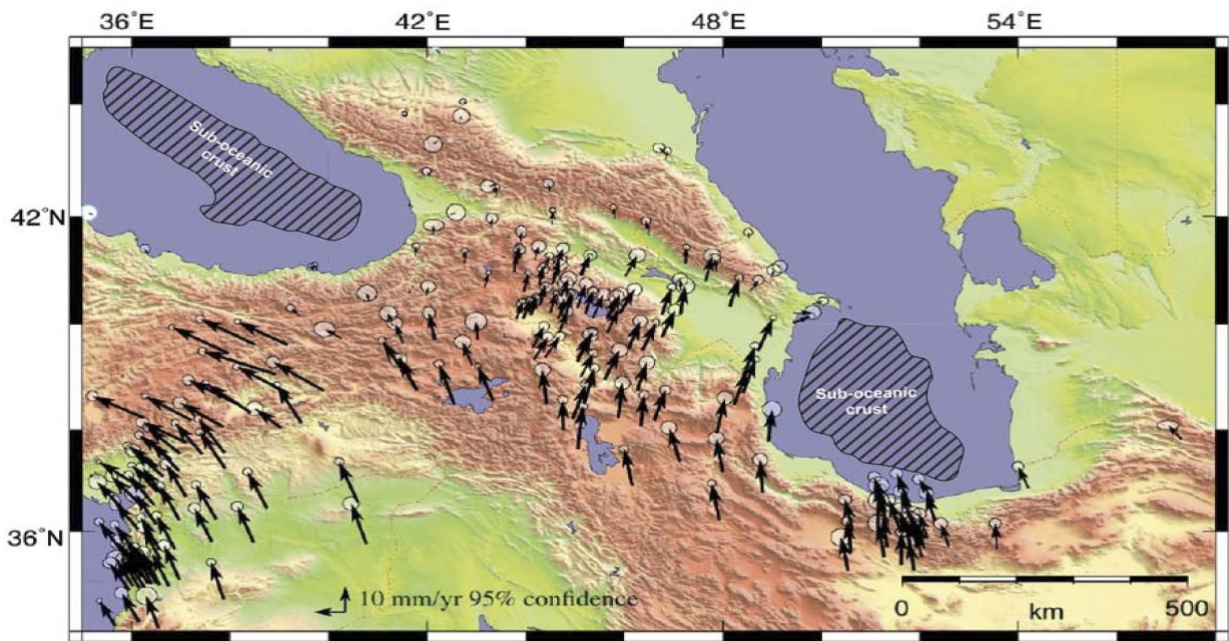 36°E 42°E 48°E 54°E
Sub-oceanic
crust
42°N
Sub-oceanic
crust
36°N
10 mm/yr 95% confidence
0 km 500